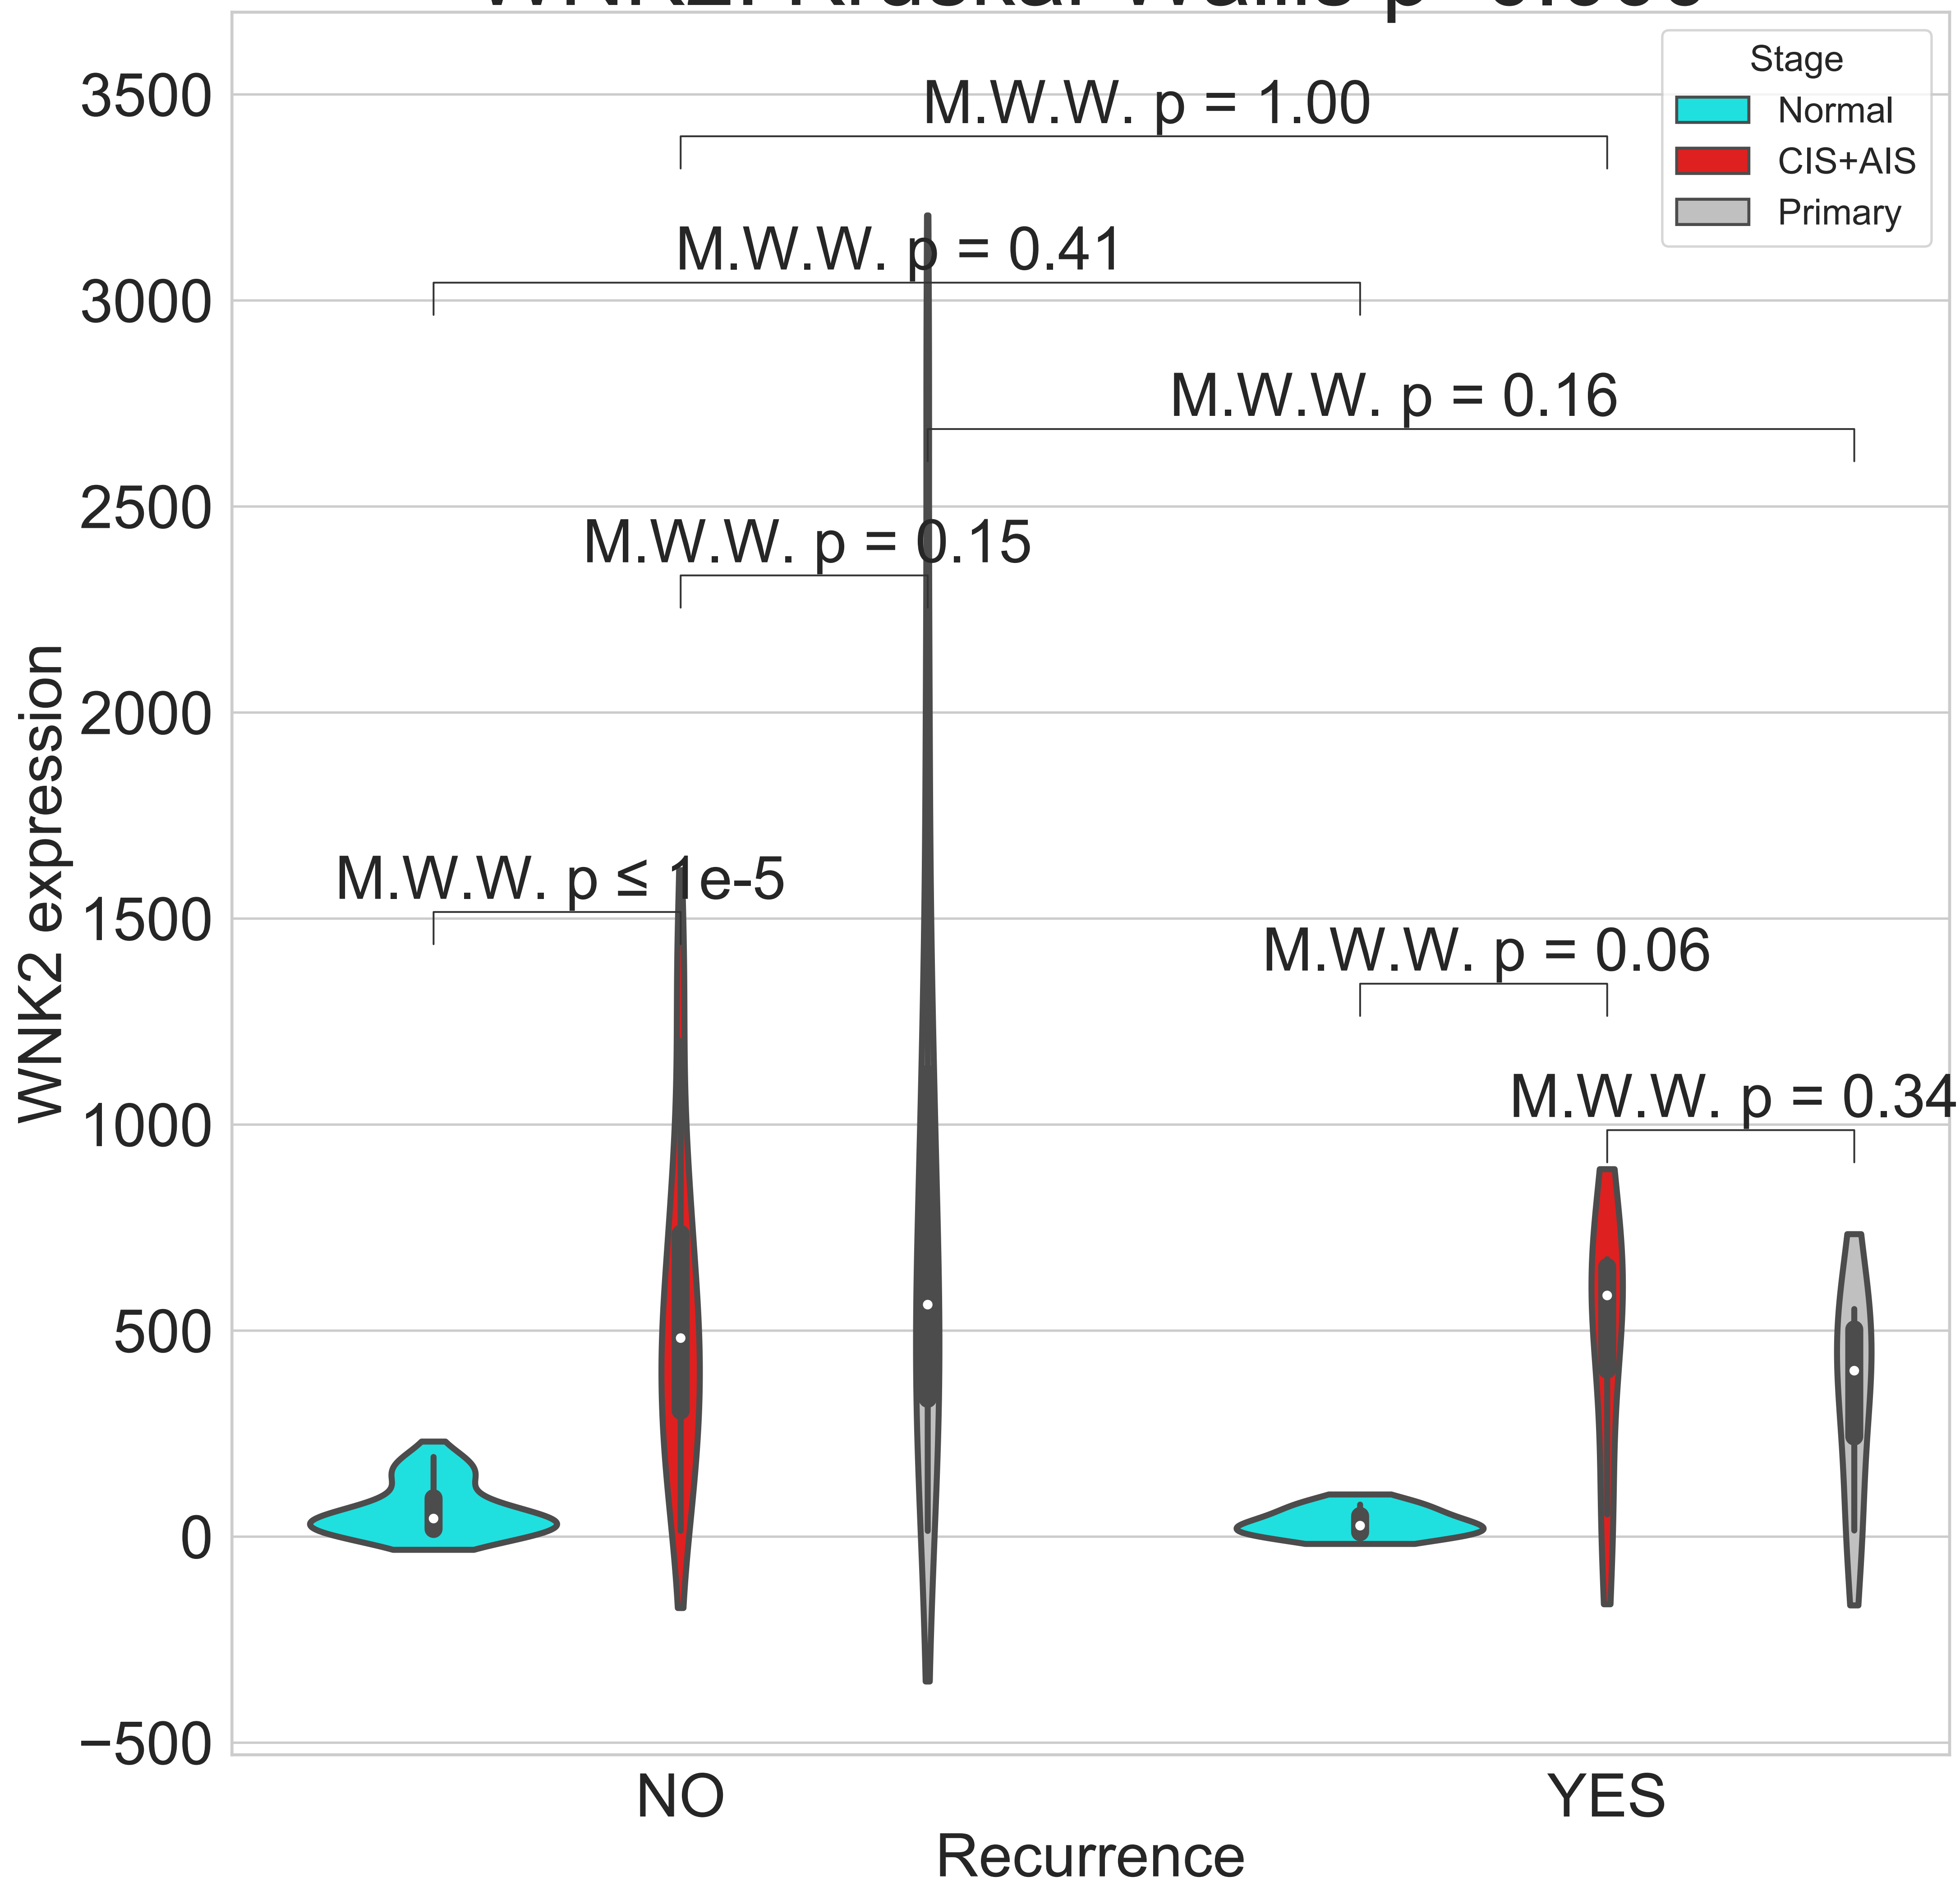 3500
3000
2500
2000
1500
1000
500
0
−500
WNK2 expression
M.W.W. p = 1.00
M.W.W. p = 0.41
M.W.W. p = 0.16
M.W.W. p = 0.15
M.W.W. p ≤ 1e-5
M.W.W. p = 0.06
M.W.W. p = 0.34
Stage
Normal
CIS+AIS
Primary
NO
YES
Recurrence